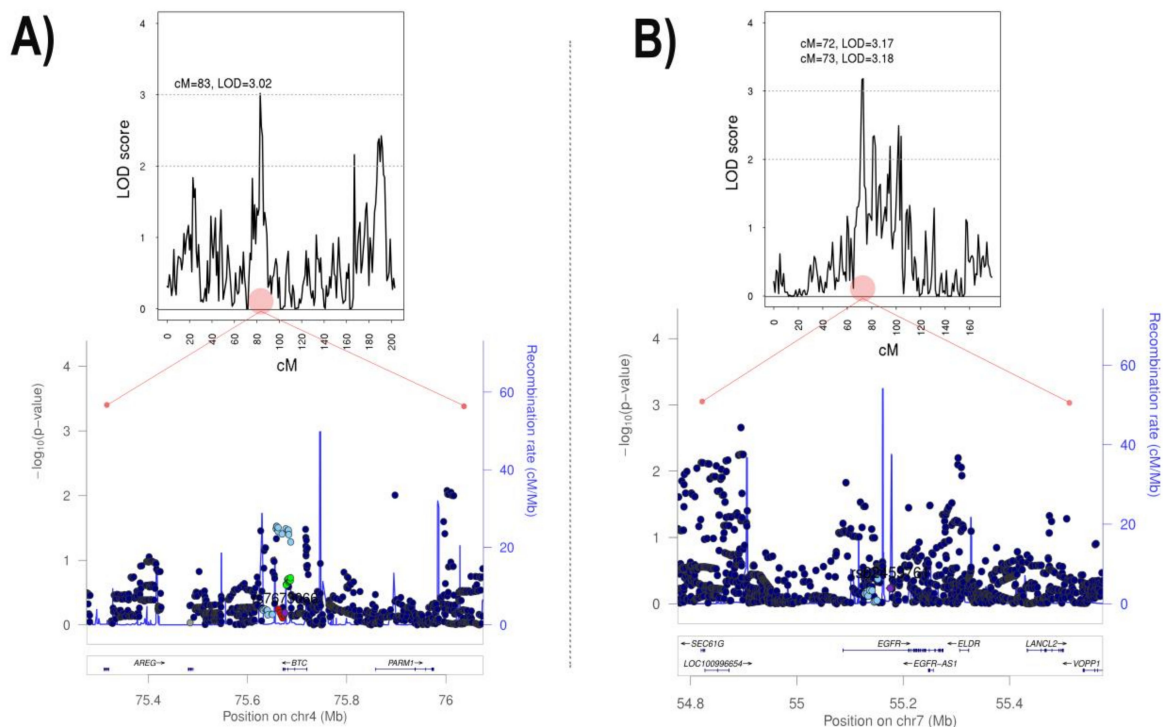 A)
cM=83, LOD=3.02
LOD score
4
3
2
1
0
0 20 40 60 80 100 120 140 160 180 200
cM
−log10(p−value)
4
3
2
1
0
Recombination rate (cM/Mb)
60
40
20
0
AREG
BTC
PARM1
75.4 75.6 75.8 76
Position on chr4 (Mb)
B)
cM=72, LOD=3.17
cM=73, LOD=3.18
LOD score
4
3
2
1
0
0 20 40 60 80 100 120 140 160
cM
−log10(p−value)
4
3
2
1
0
Recombination rate (cM/Mb)
60
40
20
0
SEC61G EGFR ELDR LANCL2
LOC100996654 EGFR−AS1 VOPP1
54.8 55 55.2 55.4
Position on chr7 (Mb)